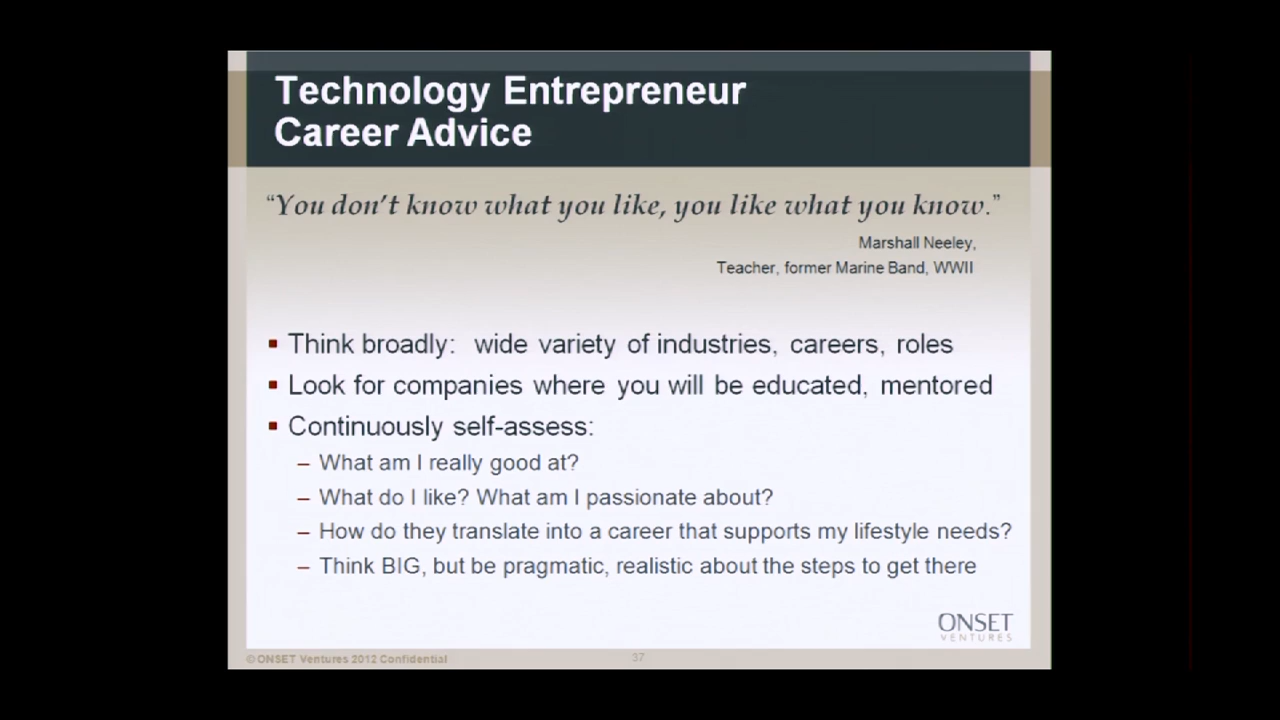 Technology Entrepreneur
Career Advice
“You don’t know what you like, you like what you know.”
Marshall Neeley,
Teacher, former Marine Band, WWII
▪ Think broadly: wide variety of industries, careers, roles
▪ Look for companies where you will be educated, mentored
▪ Continuously self-assess:
– What am I really good at?
– What do I like? What am I passionate about?
– How do they translate into a career that supports my lifestyle needs?
– Think BIG, but be pragmatic, realistic about the steps to get there
ONSET
VENTURES
© ONSET Ventures 2012 Confidential
37